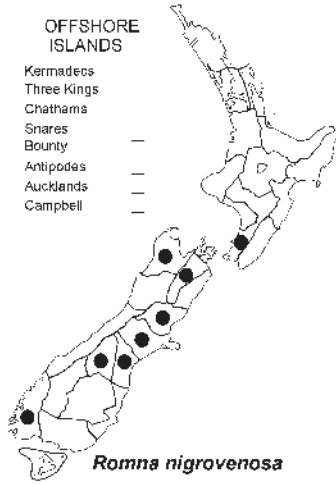 OFFSHORE
ISLANDS
Kermadecs
Three Kings
Chathams
Snares
Bounty —
Antipodes —
Aucklands —
Campbell —
Romna nigrovenosa